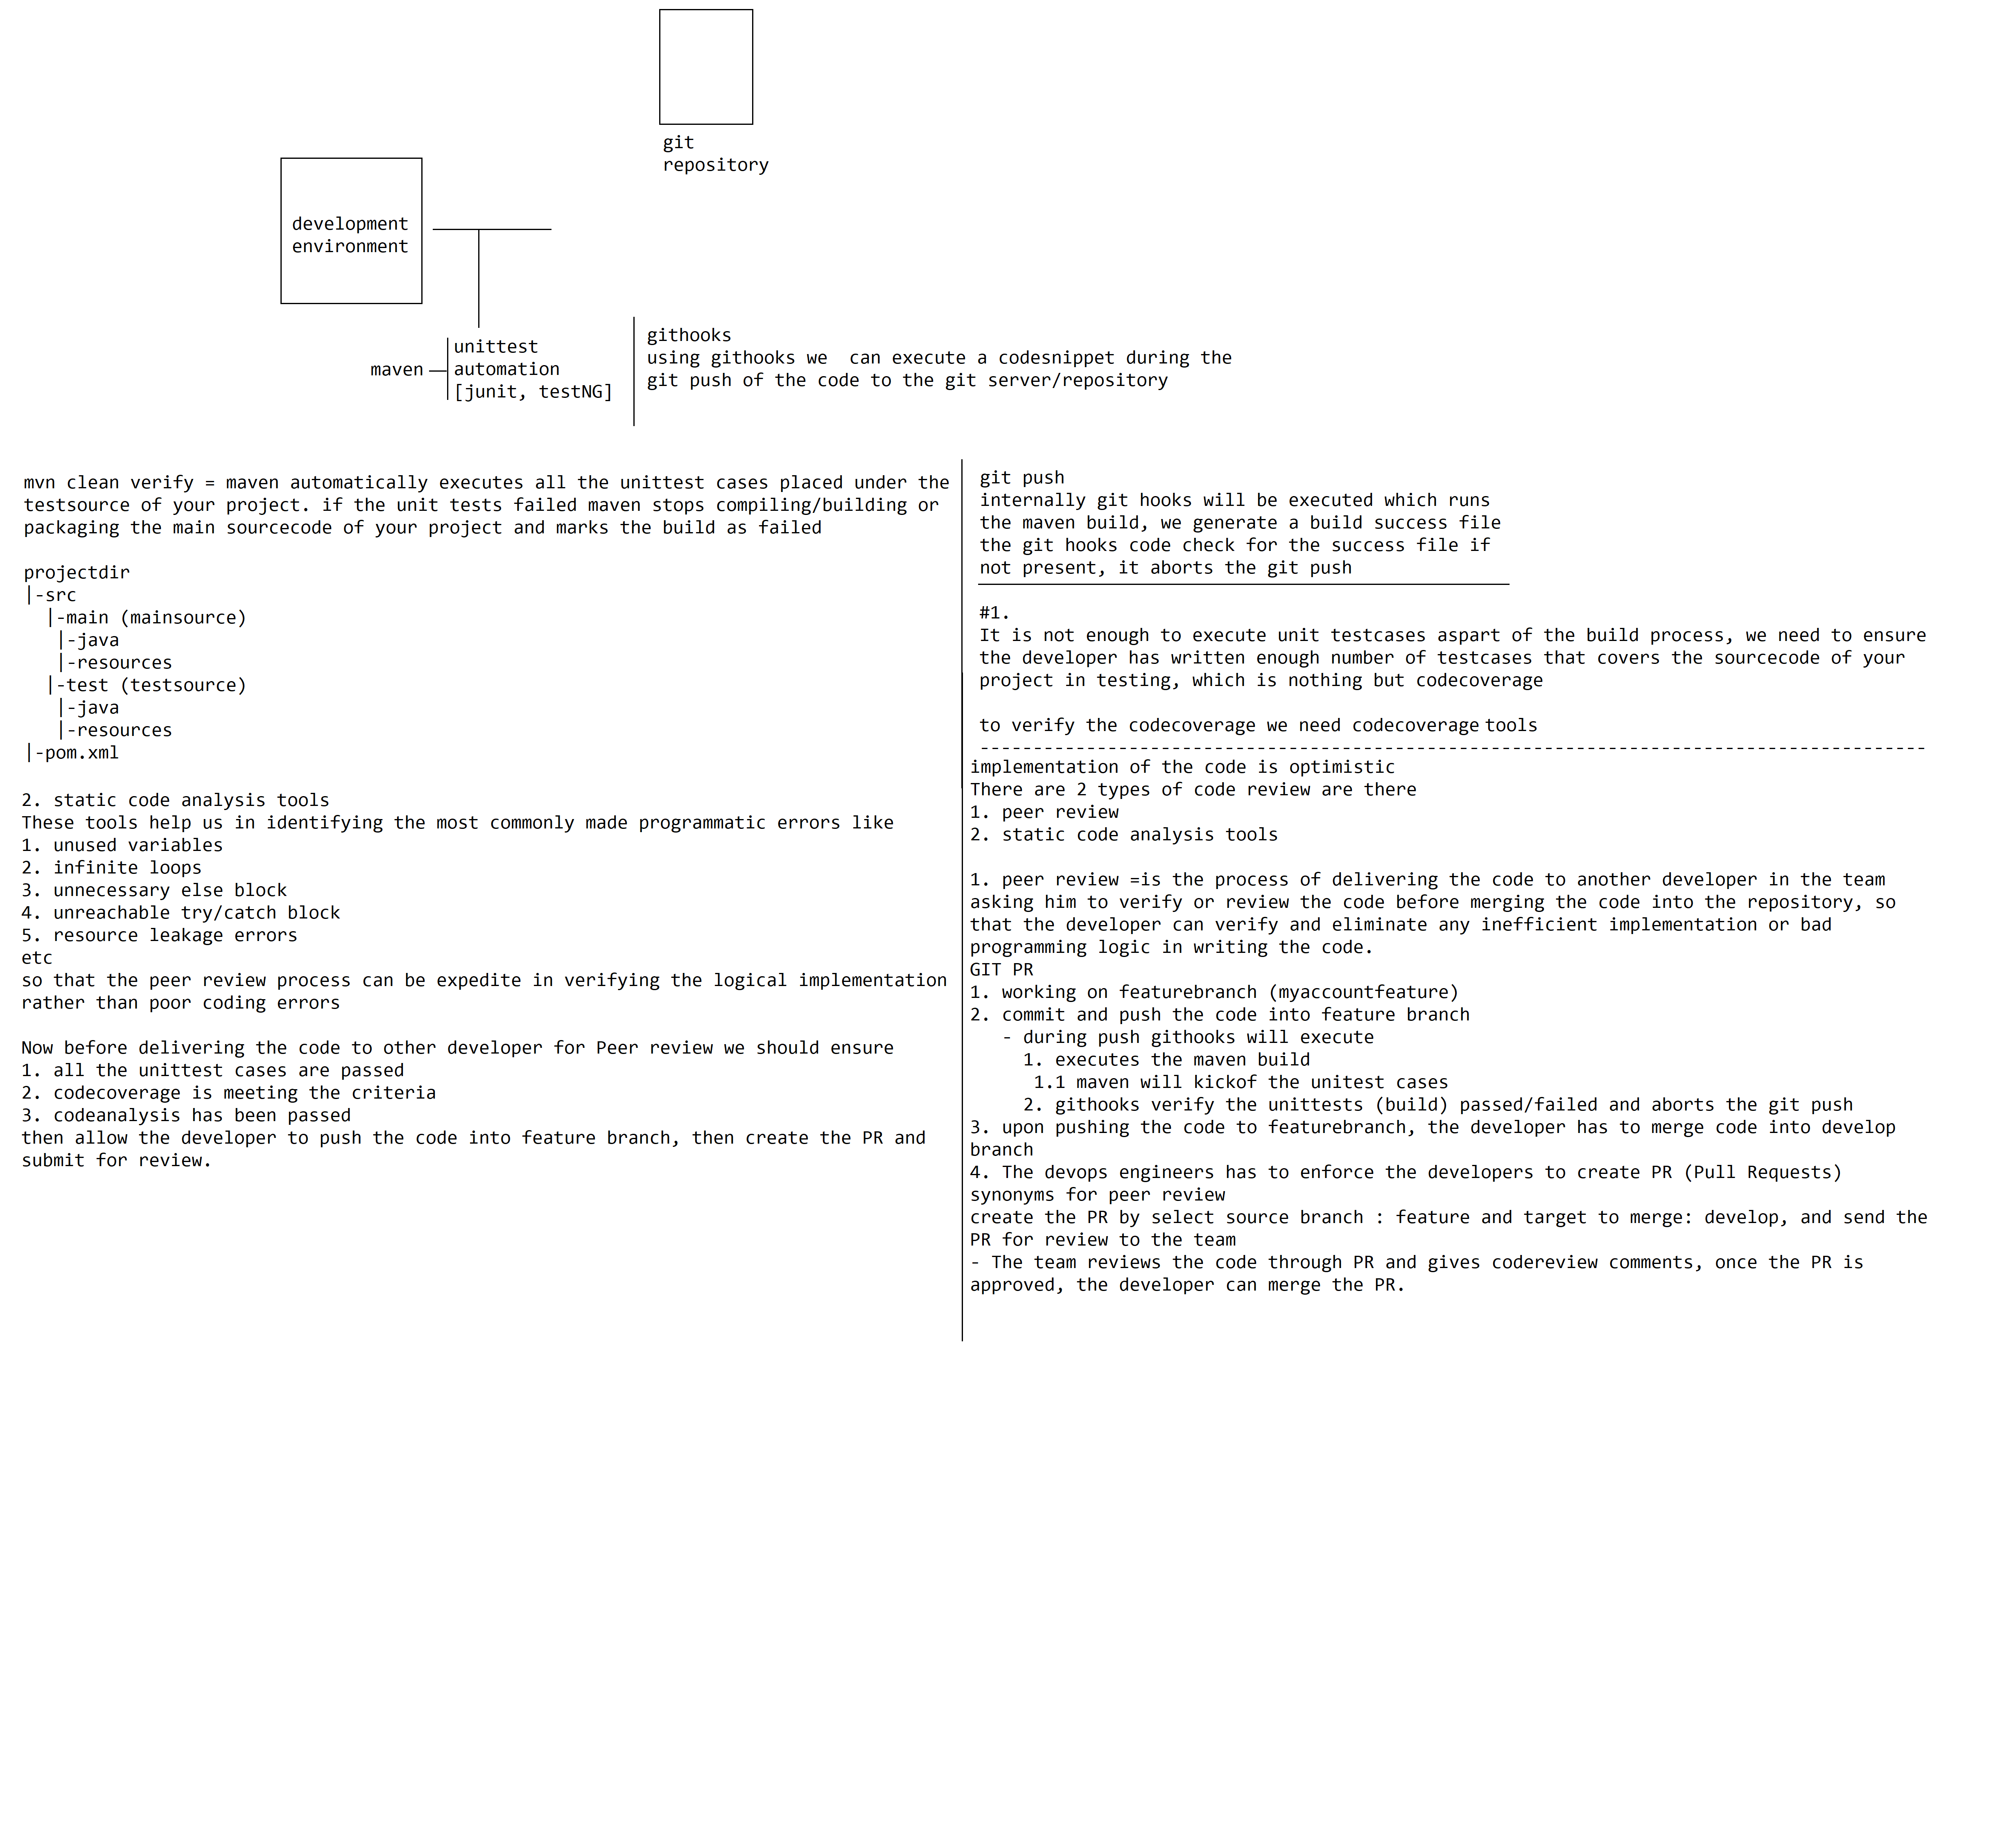 git
repository
development
environment
maven
unittest
automation
[junit, testNG]
githooks
using githooks we  can execute a codesnippet during the
git push of the code to the git server/repository
mvn clean verify = maven automatically executes all the unittest cases placed under the
testsource of your project. if the unit tests failed maven stops compiling/building or
packaging the main sourcecode of your project and marks the build as failed
projectdir
|-src
  |-main (mainsource)
   |-java
   |-resources
  |-test (testsource)
   |-java
   |-resources
|-pom.xml
2. static code analysis tools
These tools help us in identifying the most commonly made programmatic errors like
1. unused variables
2. infinite loops
3. unnecessary else block
4. unreachable try/catch block
5. resource leakage errors
etc
so that the peer review process can be expedite in verifying the logical implementation
rather than poor coding errors
Now before delivering the code to other developer for Peer review we should ensure
1. all the unittest cases are passed
2. codecoverage is meeting the criteria
3. codeanalysis has been passed
then allow the developer to push the code into feature branch, then create the PR and
submit for review.
git push
internally git hooks will be executed which runs
the maven build, we generate a build success file
the git hooks code check for the success file if
not present, it aborts the git push
#1.
It is not enough to execute unit testcases aspart of the build process, we need to ensure
the developer has written enough number of testcases that covers the sourcecode of your
project in testing, which is nothing but codecoverage
to verify the codecoverage we need codecoverage tools
-----------------------------------------------------------------------------------------
implementation of the code is optimistic
There are 2 types of code review are there
1. peer review
2. static code analysis tools
1. peer review =is the process of delivering the code to another developer in the team
asking him to verify or review the code before merging the code into the repository, so
that the developer can verify and eliminate any inefficient implementation or bad
programming logic in writing the code.
GIT PR
1. working on featurebranch (myaccountfeature)
2. commit and push the code into feature branch
   - during push githooks will execute
     1. executes the maven build
      1.1 maven will kickof the unitest cases
     2. githooks verify the unittests (build) passed/failed and aborts the git push
3. upon pushing the code to featurebranch, the developer has to merge code into develop
branch
4. The devops engineers has to enforce the developers to create PR (Pull Requests)
synonyms for peer review
create the PR by select source branch : feature and target to merge: develop, and send the
PR for review to the team
- The team reviews the code through PR and gives codereview comments, once the PR is
approved, the developer can merge the PR.